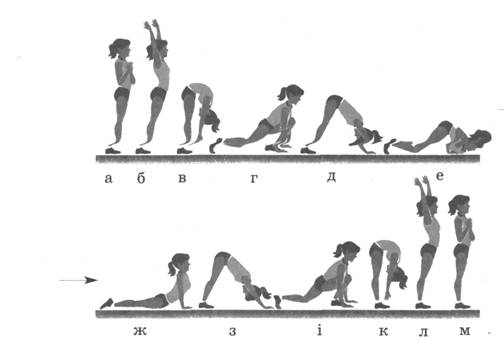 а б в г д е
ж з і к л м